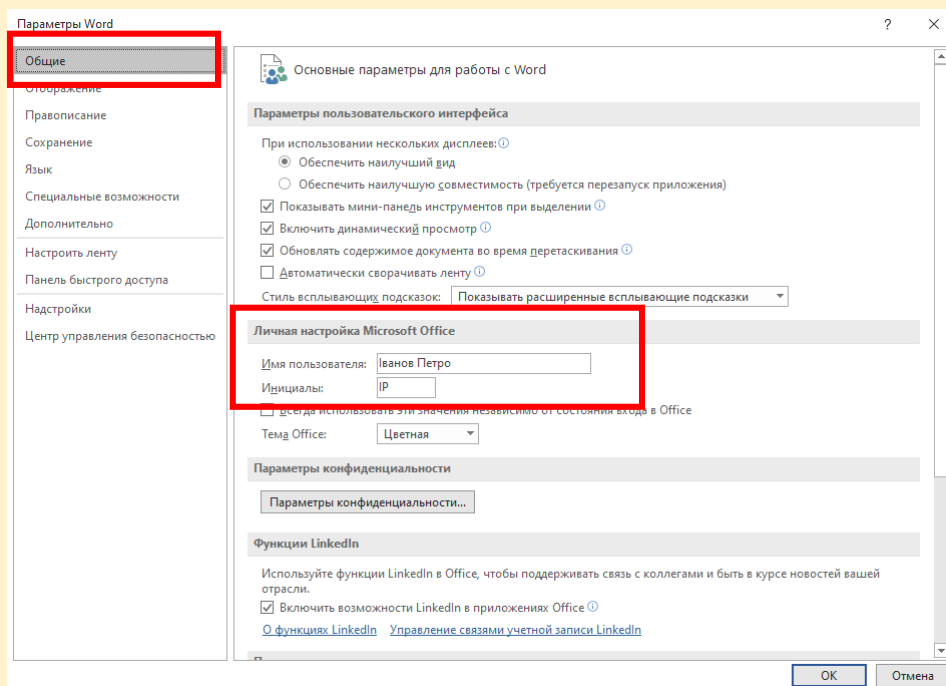 Параметры Word
?
Общие
Отображение
Правописание
Сохранение
Язык
Специальные возможности
Дополнительно
Настроить ленту
Панель быстрого доступа
Надстройки
Центр управления безопасностью
Основные параметры для работы с Word
Параметры пользовательского интерфейса
При использовании нескольких дисплеев:
Обеспечить наилучший вид
Обеспечить наилучшую совместимость (требуется перезапуск приложения)
Показывать мини-панель инструментов при выделении
Включить динамический просмотр
Обновлять содержимое документа во время перетаскивания
Автоматически сворачивать ленту
Стиль всплывающих подсказок: Показывать расширенные всплывающие подсказки
Личная настройка Microsoft Office
Имя пользователя: Іванов Петро
Инициалы: ІР
Всегда использовать эти значения независимо от состояния входа в Office
Тема Office: Цветная
Параметры конфиденциальности
Параметры конфиденциальности...
Функции LinkedIn
Используйте функции LinkedIn в Office, чтобы поддерживать связь с коллегами и быть в курсе новостей вашей
отрасли.
Включить возможности LinkedIn в приложениях Office
О функциях LinkedIn Управление связями учетной записи LinkedIn
ОК Отмена